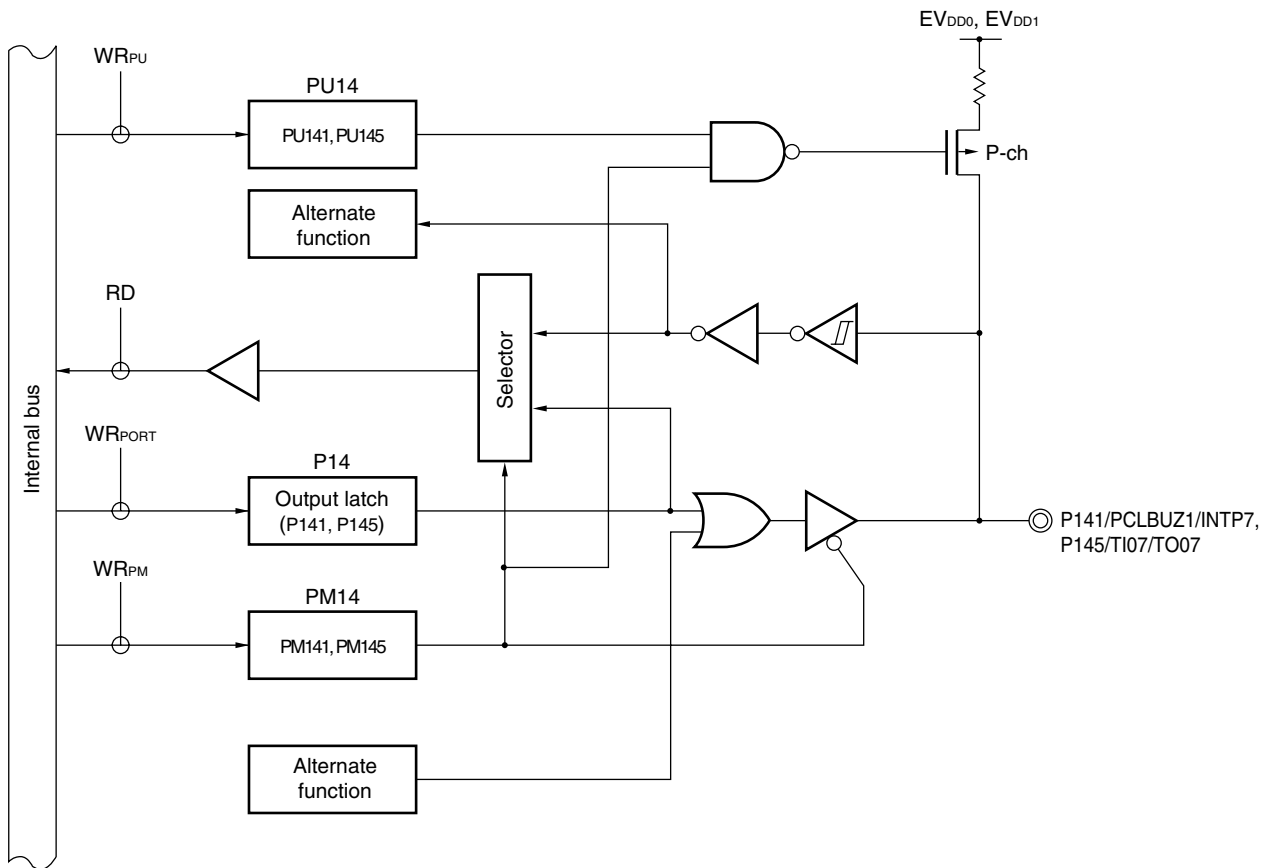 EVDD0, EVDD1
WRPU
PU14
PU141, PU145
P-ch
Alternate
function
RD
Selector
Internal bus
WRPORT
P14
Output latch
(P141, P145)
P141/PCLBUZ1/INTP7,
P145/TI07/TO07
WRPM
PM14
PM141, PM145
Alternate
function